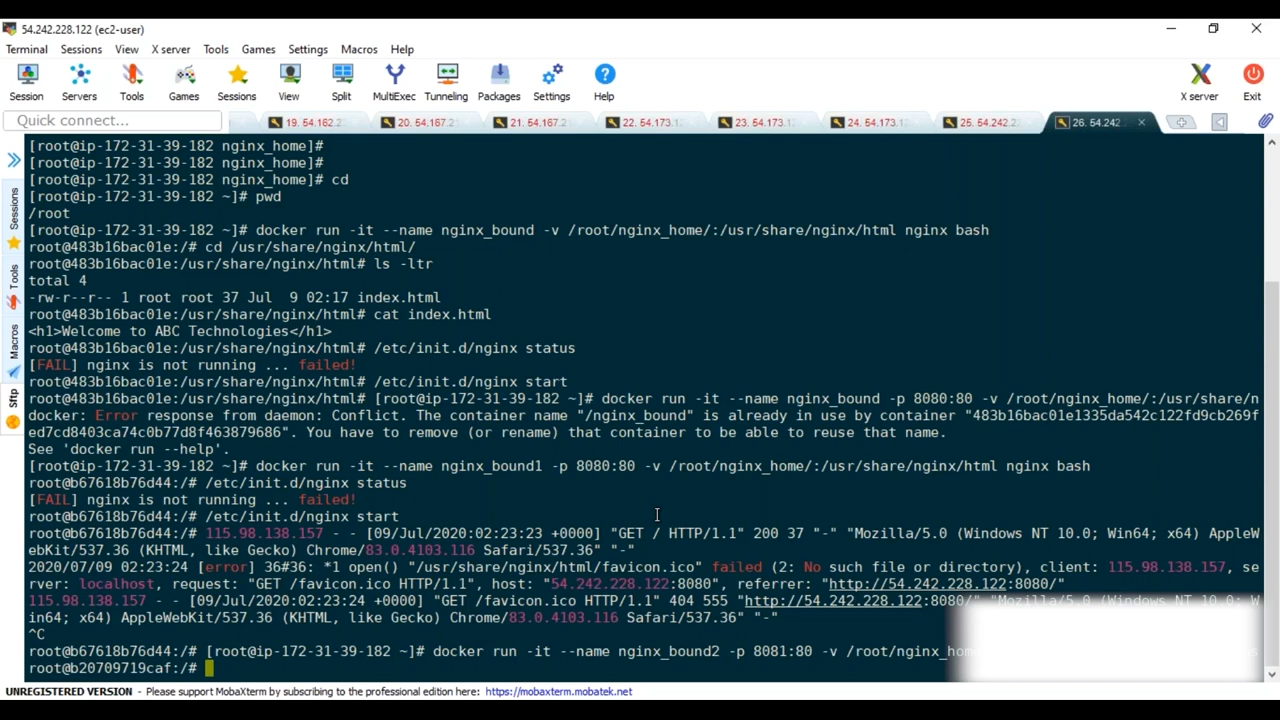 54.242.228.122 (ec2-user)
Terminal Sessions View X server Tools Games Settings Macros Help
Session Servers Tools Games Sessions View Split MultiExec Tunneling Packages Settings Help X server Exit
Quick connect... 19. 54.162.2 20. 54.167.2 21. 54.167. 22. 54.173.1 23. 54.173.1 24. 54.173.1 25. 54.242.2 26. 54.242.
Sessions
Tools
Macros
Sftp
[root@ip-172-31-39-182 nginx_home]#
[root@ip-172-31-39-182 nginx_home]#
[root@ip-172-31-39-182 nginx_home]# cd
[root@ip-172-31-39-182 ~]# pwd
/root
[root@ip-172-31-39-182 ~]# docker run -it --name nginx_bound -v /root/nginx_home/:/usr/share/nginx/html nginx bash
root@483b16bac01e:/# cd /usr/share/nginx/html/
root@483b16bac01e:/usr/share/nginx/html# ls -ltr
total 4
-rw-r--r-- 1 root root 37 Jul  9 02:17 index.html
root@483b16bac01e:/usr/share/nginx/html# cat index.html
<h1>Welcome to ABC Technologies</h1>
root@483b16bac01e:/usr/share/nginx/html# /etc/init.d/nginx status
[FAIL] nginx is not running ... failed!
root@483b16bac01e:/usr/share/nginx/html# /etc/init.d/nginx start
root@483b16bac01e:/usr/share/nginx/html# [root@ip-172-31-39-182 ~]# docker run -it --name nginx_bound -p 8080:80 -v /root/nginx_home/:/usr/share/n
docker: Error response from daemon: Conflict. The container name "/nginx_bound" is already in use by container "483b16bac01e1335da542c122fd9cb269f
ed7cd8403ca74c0b77d8f463879686". You have to remove (or rename) that container to be able to reuse that name.
See 'docker run --help'.
[root@ip-172-31-39-182 ~]# docker run -it --name nginx_bound1 -p 8080:80 -v /root/nginx_home/:/usr/share/nginx/html nginx bash
root@b67618b76d44:/# /etc/init.d/nginx status
[FAIL] nginx is not running ... failed!
root@b67618b76d44:/# /etc/init.d/nginx start
root@b67618b76d44:/# 115.98.138.157 - - [09/Jul/2020:02:23:23 +0000] "GET / HTTP/1.1" 200 37 "-" "Mozilla/5.0 (Windows NT 10.0; Win64; x64) AppleW
ebKit/537.36 (KHTML, like Gecko) Chrome/83.0.4103.116 Safari/537.36" "-"
2020/07/09 02:23:24 [error] 36#36: *1 open() "/usr/share/nginx/html/favicon.ico" failed (2: No such file or directory), client: 115.98.138.157, se
rver: localhost, request: "GET /favicon.ico HTTP/1.1", host: "54.242.228.122:8080", referrer: "http://54.242.228.122:8080/"
115.98.138.157 - - [09/Jul/2020:02:23:24 +0000] "GET /favicon.ico HTTP/1.1" 404 555 "http://54.242.228.122:8080/" "Mozilla/5.0 (Windows NT 10.0; W
in64; x64) AppleWebKit/537.36 (KHTML, like Gecko) Chrome/83.0.4103.116 Safari/537.36" "-"
^C
root@b67618b76d44:/# [root@ip-172-31-39-182 ~]# docker run -it --name nginx_bound2 -p 8081:80 -v /root/nginx_ho
root@b20709719caf:/#
UNREGISTERED VERSION - Please support MobaXterm by subscribing to the professional edition here: https://mobaxterm.mobatek.net